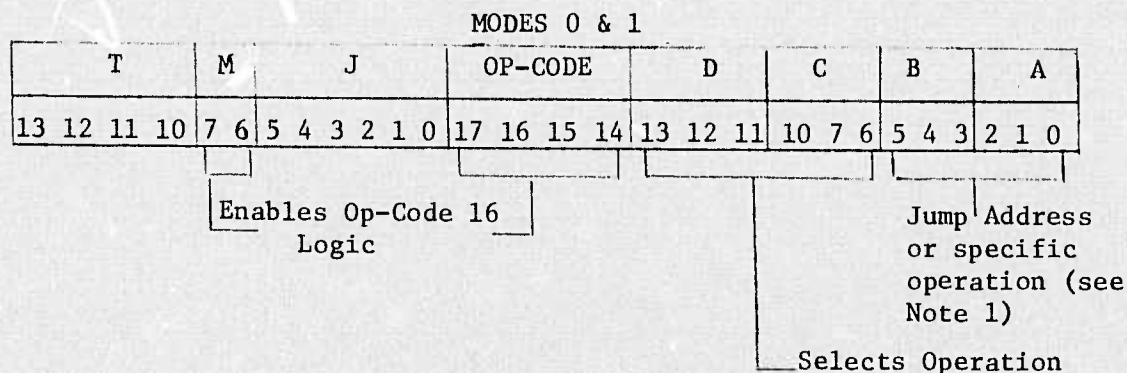 MODES 0 & 1
T M J OP-CODE D C B A
13 12 11 10 7 6 5 4 3 2 1 0 17 16 15 14 13 12 11 10 7 6 5 4 3 2 1 0
Enables Op-Code 16
Logic
Jump Address
or specific
operation (see
Note 1)
Selects Operation